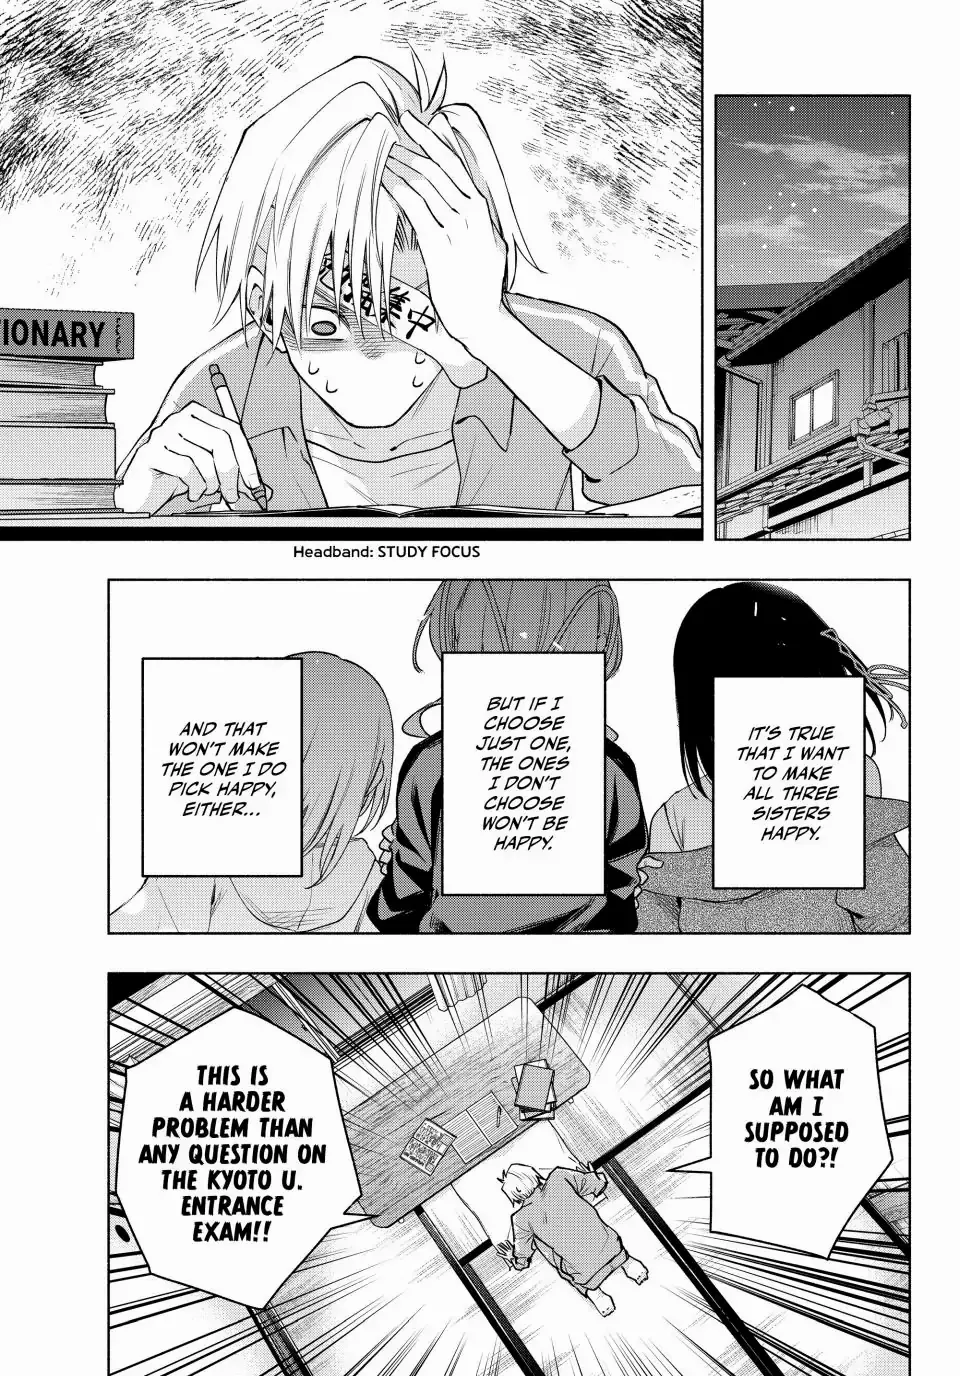 TIONARY
中
Headband: STUDY FOCUS
IT'S TRUE
THAT I WANT
TO MAKE
ALL THREE
SISTERS
HAPPY.
BUT IF I
CHOOSE
JUST ONE,
THE ONES
I DON'T
CHOOSE
WON'T BE
HAPPY.
AND THAT
WON'T MAKE
THE ONE I DO
PICK HAPPY,
EITHER...
SO WHAT
AM I
SUPPOSED
TO DO?!
THIS IS
A HARDER
PROBLEM THAN
ANY QUESTION ON
THE KYOTO U.
ENTRANCE
EXAM!!